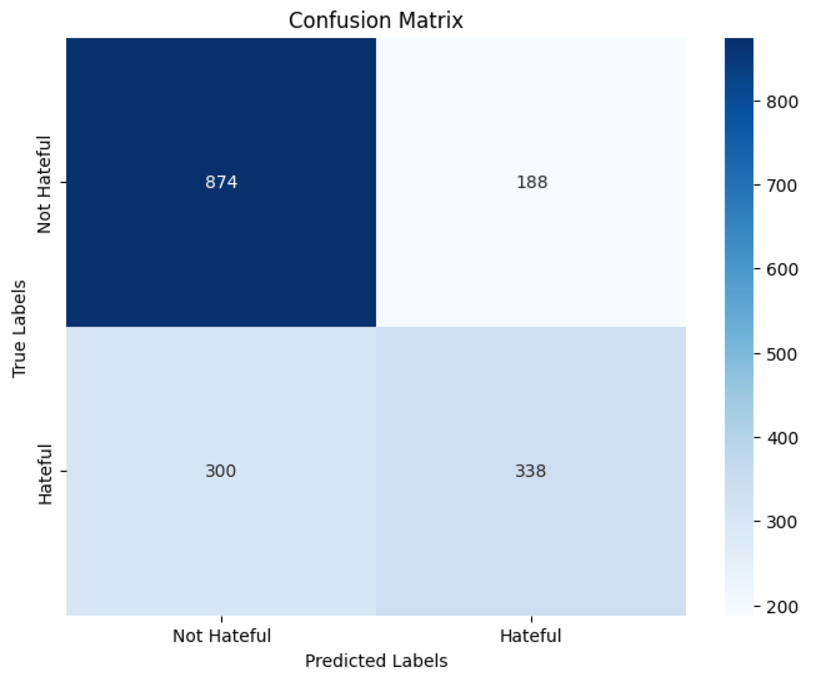 Confusion Matrix
Not Hateful
874
188
Hateful
300
338
True Labels
Not Hateful
Hateful
Predicted Labels
800
700
600
500
400
300
200